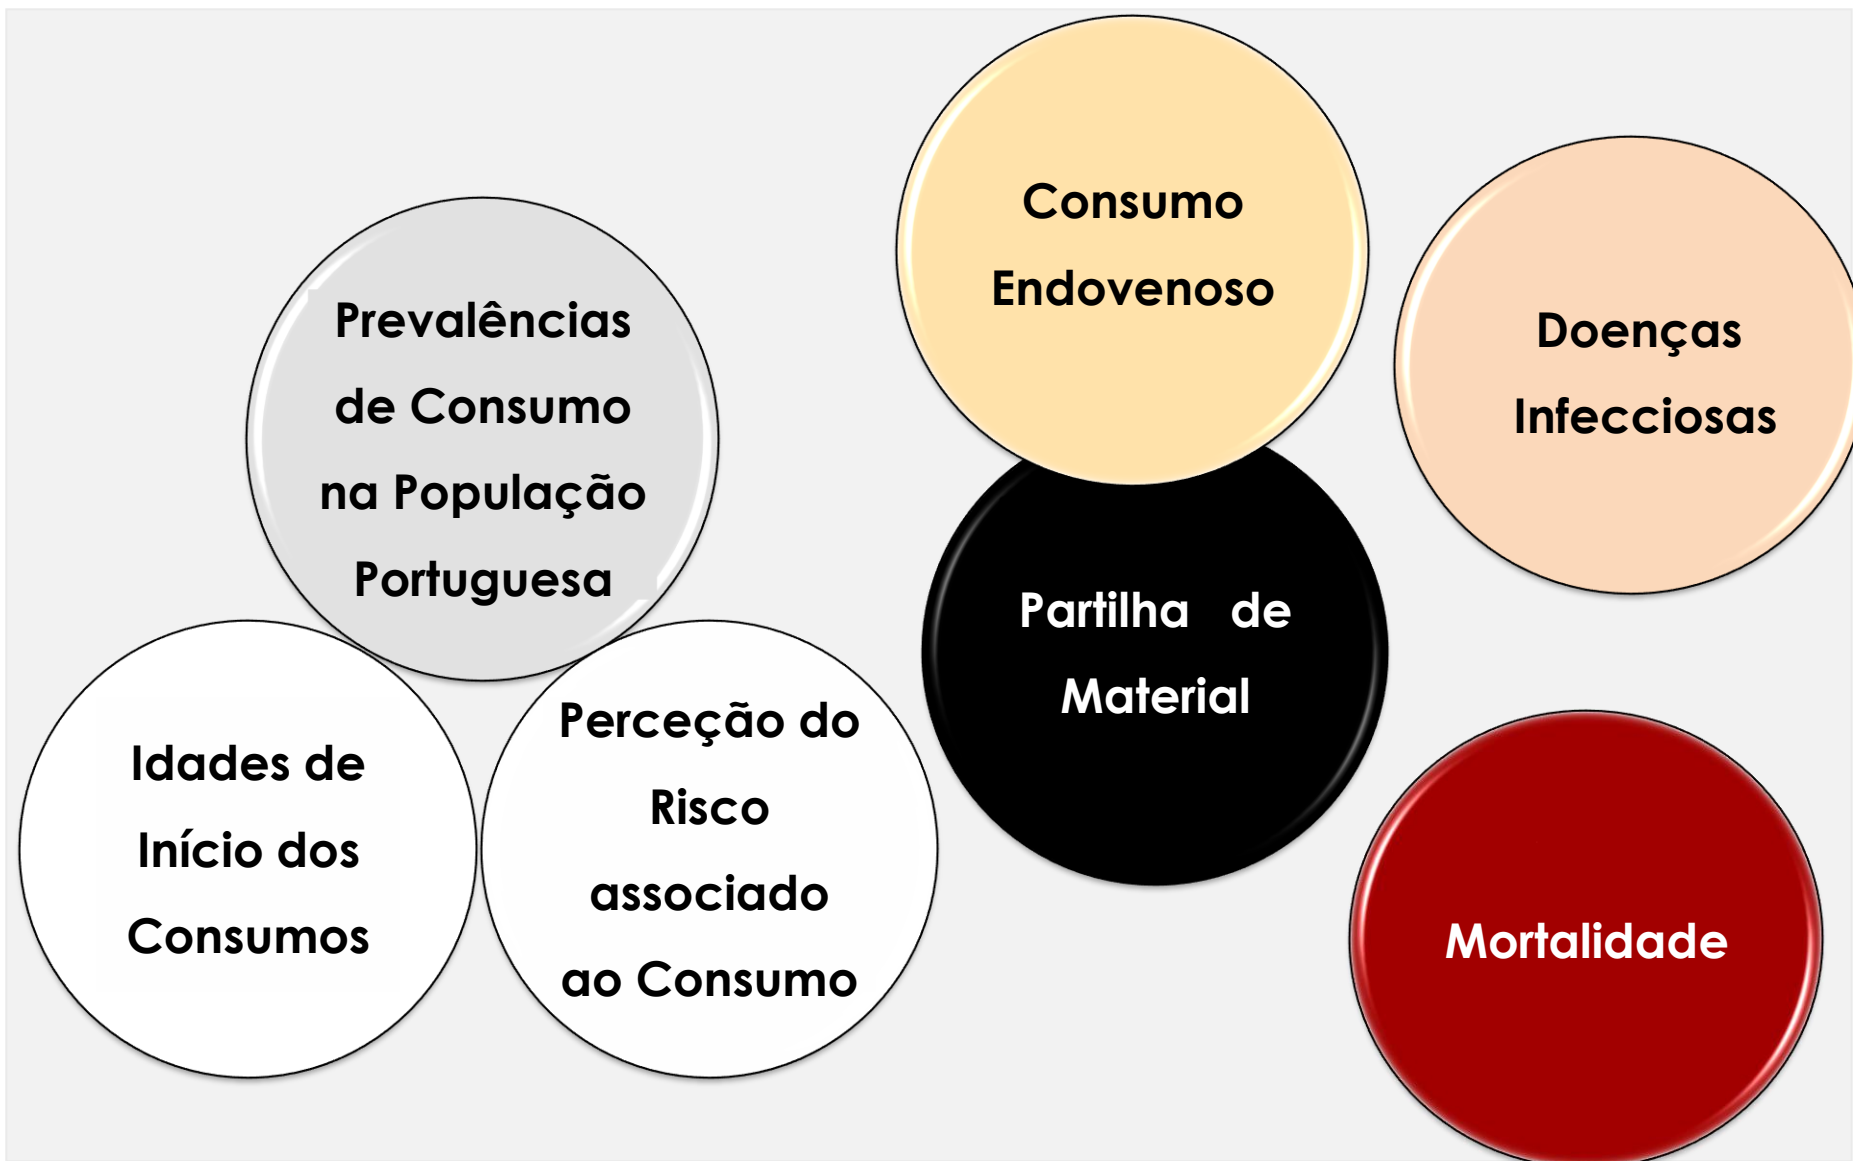 Prevalências
de Consumo
na População
Portuguesa
Idades de
Início dos
Consumos
Perceção do
Risco
associado
ao Consumo
Consumo
Endovenoso
Partilha de
Material
Doenças
Infecciosas
Mortalidade